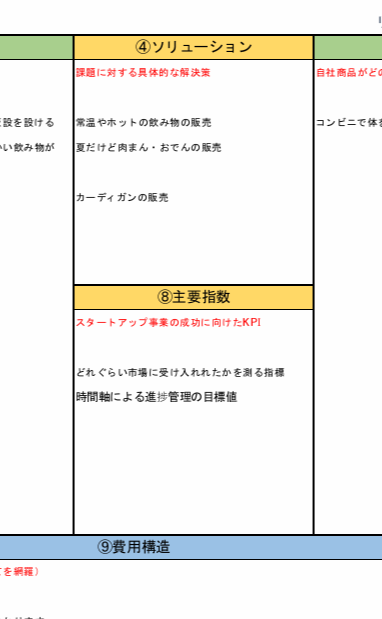 ④ソリューション
課題に対する具体的な解決策
自社商品がどの
設を設ける
常温やホットの飲み物の販売
コンビニで体を
い飲み物が
夏だけど肉まん・おでんの販売
カーディガンの販売
⑧主要指数
スタートアップ事業の成功に向けたKPI
どれぐらい市場に受け入れれたかを測る指標
時間軸による進捗管理の目標値
⑨費用構造
てを網羅）